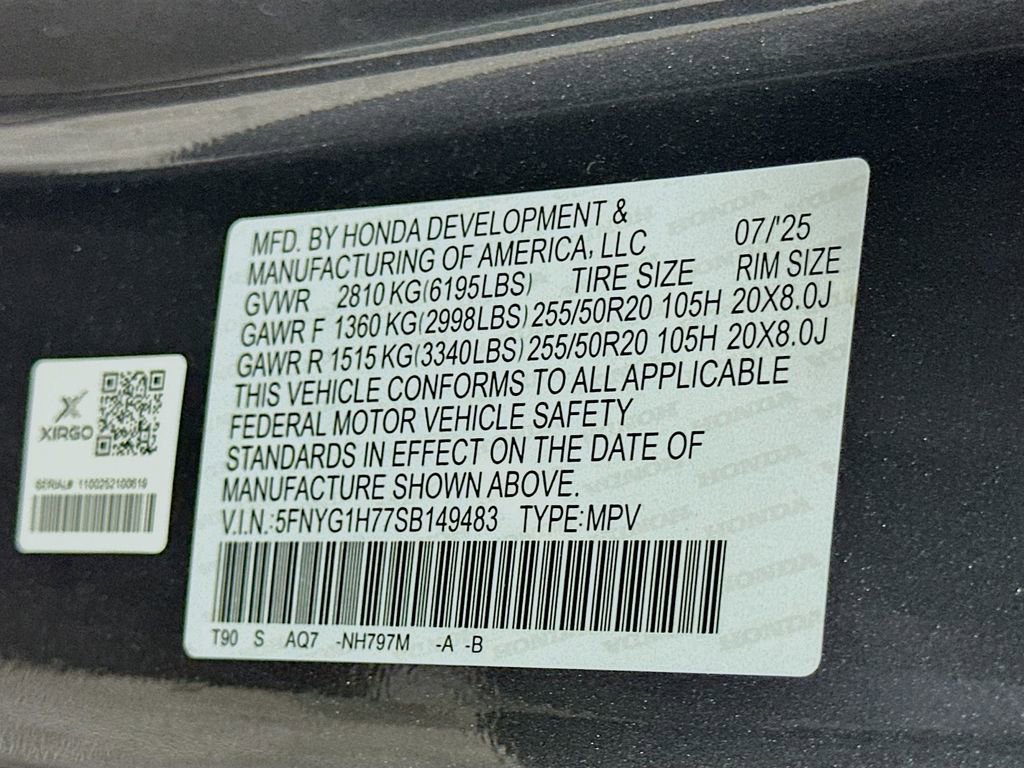 MFD. BY HONDA DEVELOPMENT &
MANUFACTURING OF AMERICA, LLC 07/'25
GVWR 2810 KG(6195LBS) TIRE SIZE RIM SIZE
GAWR F 1360 KG(2998LBS) 255/50R20 105H 20X8.0J
GAWR R 1515 KG(3340LBS) 255/50R20 105H 20X8.0J
THIS VEHICLE CONFORMS TO ALL APPLICABLE
FEDERAL MOTOR VEHICLE SAFETY
STANDARDS IN EFFECT ON THE DATE OF
MANUFACTURE SHOWN ABOVE.
V.I.N.:5FNYG1H77SB149483 TYPE:MPV
T90 S AQ7 -NH797M -A -B
XIRGO
SERIAL# 1100252100619